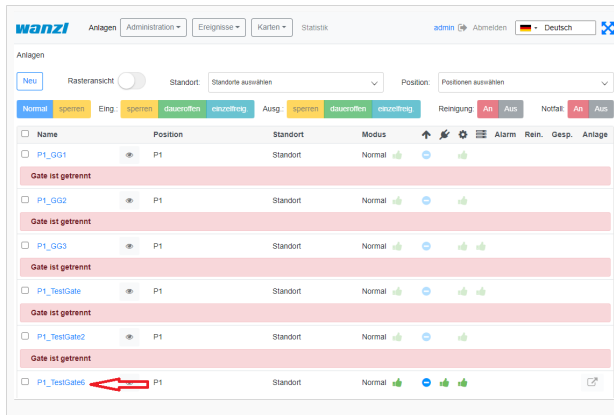 wanzl Anlagen Administration Ereignisse Karten Statistik admin Abmelden Deutsch
Anlagen
Neu Rasteransicht Standort: Standorte auswählen Position: Positionen auswählen
Normal sperren Eing.: sperren daueroffen einzelfreig. Ausg.: sperren daueroffen einzelfreig. Reinigung: An Aus Notfall: An Aus
Name Position Standort Modus Alarm Rein. Gesp. Anlage
P1_GG1 P1 Standort Normal
Gate ist getrennt
P1_GG2 P1 Standort Normal
Gate ist getrennt
P1_GG3 P1 Standort Normal
Gate ist getrennt
P1_TestGate P1 Standort Normal
Gate ist getrennt
P1_TestGate2 P1 Standort Normal
Gate ist getrennt
P1_TestGate6 P1 Standort Normal